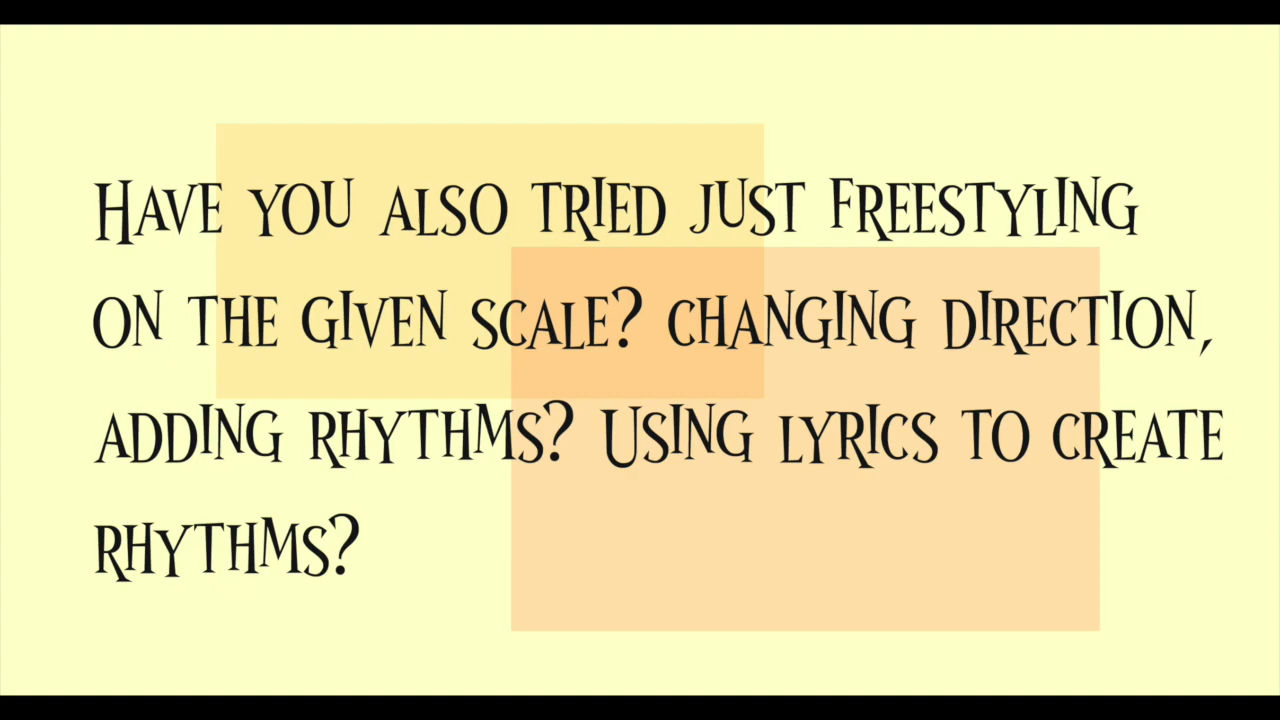 Have you also tried just freestyling
on the given scale? changing direction,
adding rhythms? Using lyrics to create
rhythms?